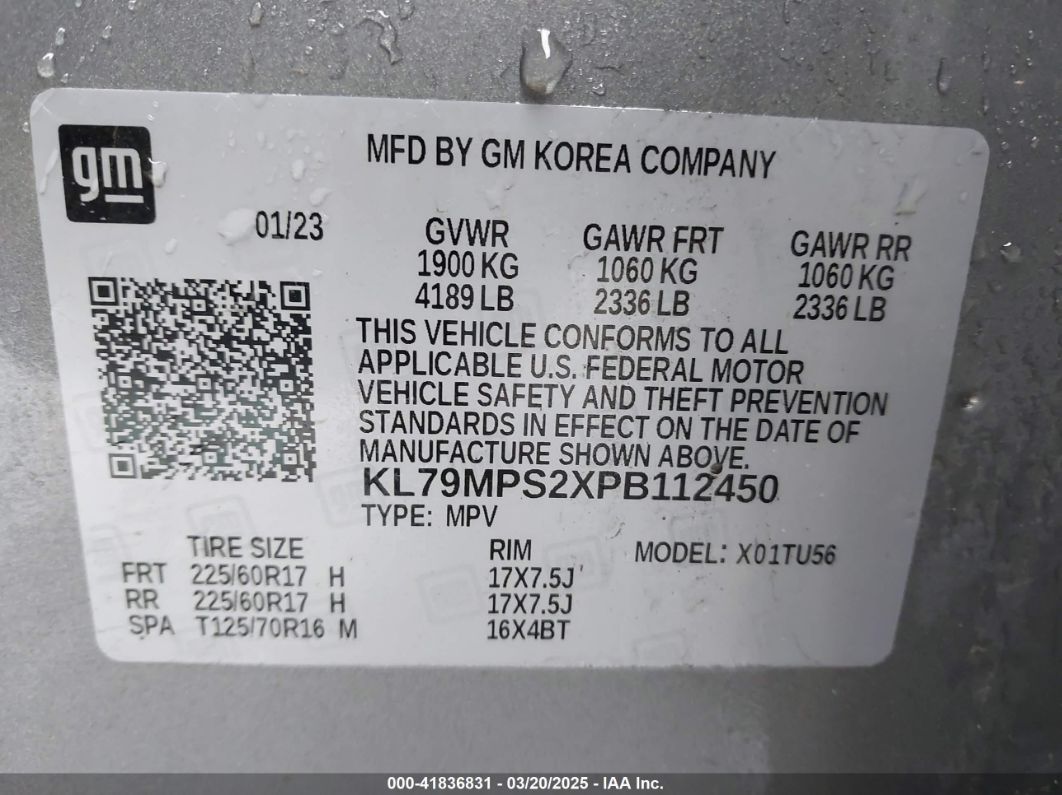 gm
MFD BY GM KOREA COMPANY
01/23 GVWR GAWR FRT GAWR RR
1900 KG 1060 KG 1060 KG
4189 LB 2336 LB 2336 LB
THIS VEHICLE CONFORMS TO ALL
APPLICABLE U.S. FEDERAL MOTOR
VEHICLE SAFETY AND THEFT PREVENTION
STANDARDS IN EFFECT ON THE DATE OF
MANUFACTURE SHOWN ABOVE.
KL79MPS2XPB112450
TYPE: MPV
TIRE SIZE RIM MODEL: X01TU56
FRT 225/60R17 H 17X7.5J
RR 225/60R17 H 17X7.5J
SPA T125/70R16 M 16X4BT
000-41836831 - 03/20/2025 - IAA Inc.